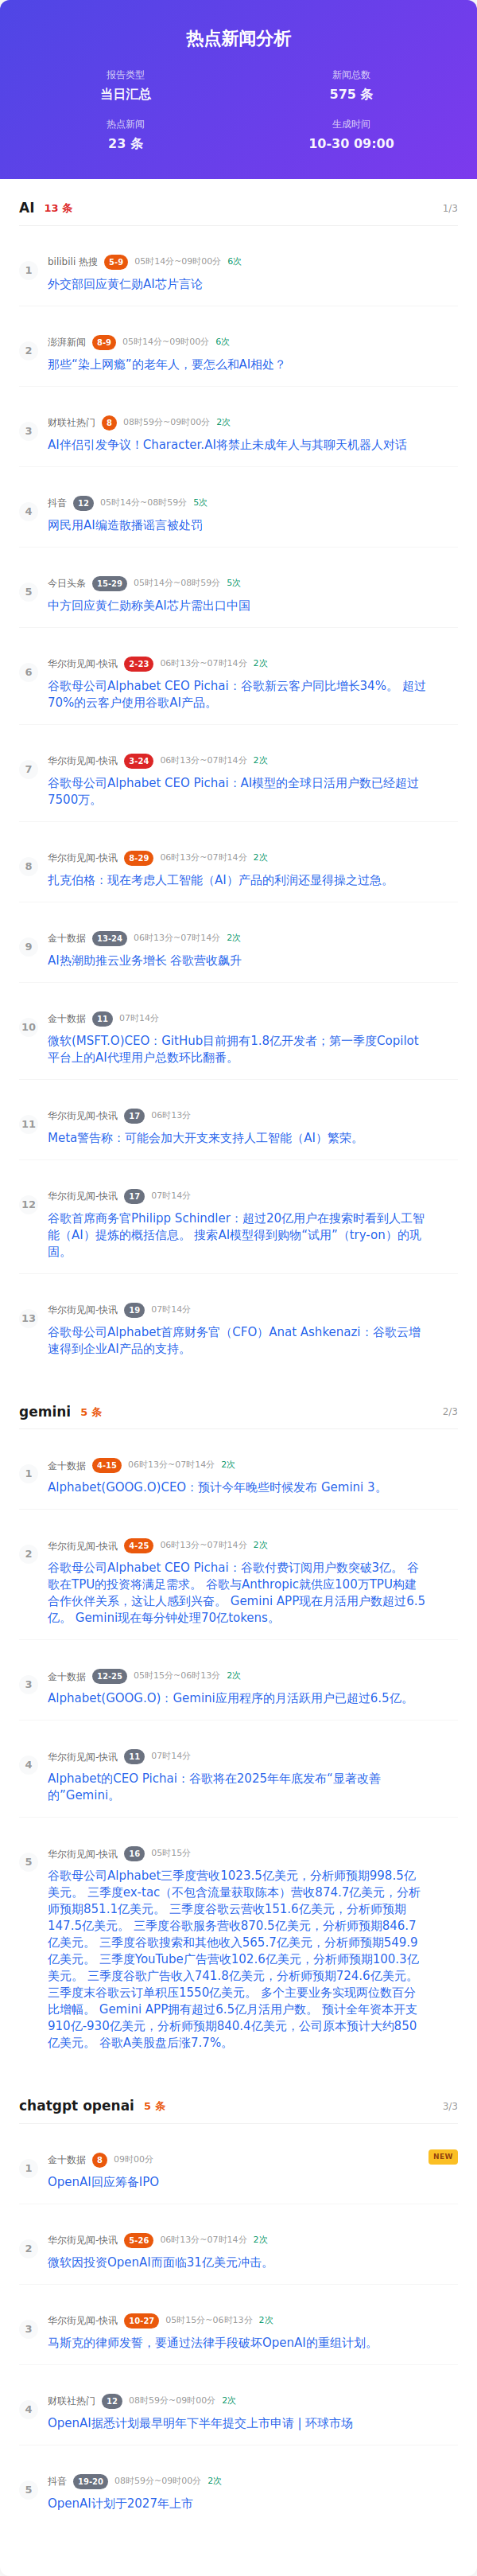 热点新闻分析
报告类型
当日汇总
新闻总数
575 条
热点新闻
23 条
生成时间
10-30 09:00
AI 13 条 1/3
1
bilibili 热搜 5-9 05时14分~09时00分 6次
外交部回应黄仁勋AI芯片言论
2
澎湃新闻 8-9 05时14分~09时00分 6次
那些“染上网瘾”的老年人，要怎么和AI相处？
3
财联社热门 8 08时59分~09时00分 2次
AI伴侣引发争议！Character.AI将禁止未成年人与其聊天机器人对话
4
抖音 12 05时14分~08时59分 5次
网民用AI编造散播谣言被处罚
5
今日头条 15-29 05时14分~08时59分 5次
中方回应黄仁勋称美AI芯片需出口中国
6
华尔街见闻-快讯 2-23 06时13分~07时14分 2次
谷歌母公司Alphabet CEO Pichai：谷歌新云客户同比增长34%。 超过
70%的云客户使用谷歌AI产品。
7
华尔街见闻-快讯 3-24 06时13分~07时14分 2次
谷歌母公司Alphabet CEO Pichai：AI模型的全球日活用户数已经超过
7500万。
8
华尔街见闻-快讯 8-29 06时13分~07时14分 2次
扎克伯格：现在考虑人工智能（AI）产品的利润还显得操之过急。
9
金十数据 13-24 06时13分~07时14分 2次
AI热潮助推云业务增长 谷歌营收飙升
10
金十数据 11 07时14分
微软(MSFT.O)CEO：GitHub目前拥有1.8亿开发者；第一季度Copilot
平台上的AI代理用户总数环比翻番。
11
华尔街见闻-快讯 17 06时13分
Meta警告称：可能会加大开支来支持人工智能（AI）繁荣。
12
华尔街见闻-快讯 17 07时14分
谷歌首席商务官Philipp Schindler：超过20亿用户在搜索时看到人工智
能（AI）提炼的概括信息。 搜索AI模型得到购物“试用”（try-on）的巩
固。
13
华尔街见闻-快讯 19 07时14分
谷歌母公司Alphabet首席财务官（CFO）Anat Ashkenazi：谷歌云增
速得到企业AI产品的支持。
gemini 5 条 2/3
1
金十数据 4-15 06时13分~07时14分 2次
Alphabet(GOOG.O)CEO：预计今年晚些时候发布 Gemini 3。
2
华尔街见闻-快讯 4-25 06时13分~07时14分 2次
谷歌母公司Alphabet CEO Pichai：谷歌付费订阅用户数突破3亿。 谷
歌在TPU的投资将满足需求。 谷歌与Anthropic就供应100万TPU构建
合作伙伴关系，这让人感到兴奋。 Gemini APP现在月活用户数超过6.5
亿。 Gemini现在每分钟处理70亿tokens。
3
金十数据 12-25 05时15分~06时13分 2次
Alphabet(GOOG.O)：Gemini应用程序的月活跃用户已超过6.5亿。
4
华尔街见闻-快讯 11 07时14分
Alphabet的CEO Pichai：谷歌将在2025年年底发布“显著改善
的”Gemini。
5
华尔街见闻-快讯 16 05时15分
谷歌母公司Alphabet三季度营收1023.5亿美元，分析师预期998.5亿
美元。 三季度ex-tac（不包含流量获取陈本）营收874.7亿美元，分析
师预期851.1亿美元。 三季度谷歌云营收151.6亿美元，分析师预期
147.5亿美元。 三季度谷歌服务营收870.5亿美元，分析师预期846.7
亿美元。 三季度谷歌搜索和其他收入565.7亿美元，分析师预期549.9
亿美元。 三季度YouTube广告营收102.6亿美元，分析师预期100.3亿
美元。 三季度谷歌广告收入741.8亿美元，分析师预期724.6亿美元。
三季度末谷歌云订单积压1550亿美元。 多个主要业务实现两位数百分
比增幅。 Gemini APP拥有超过6.5亿月活用户数。 预计全年资本开支
910亿-930亿美元，分析师预期840.4亿美元，公司原本预计大约850
亿美元。 谷歌A美股盘后涨7.7%。
chatgpt openai 5 条 3/3
1
金十数据 8 09时00分 NEW
OpenAI回应筹备IPO
2
华尔街见闻-快讯 5-26 06时13分~07时14分 2次
微软因投资OpenAI而面临31亿美元冲击。
3
华尔街见闻-快讯 10-27 05时15分~06时13分 2次
马斯克的律师发誓，要通过法律手段破坏OpenAI的重组计划。
4
财联社热门 12 08时59分~09时00分 2次
OpenAI据悉计划最早明年下半年提交上市申请 | 环球市场
5
抖音 19-20 08时59分~09时00分 2次
OpenAI计划于2027年上市